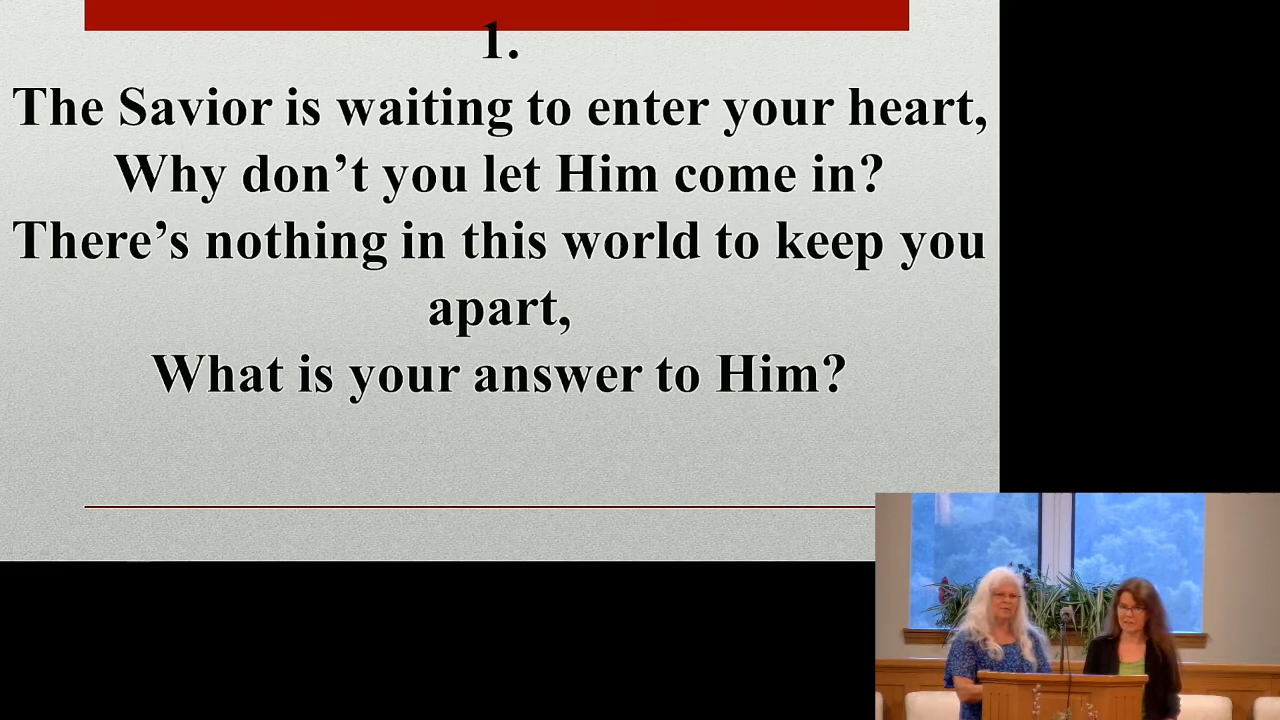 1.
The Savior is waiting to enter your heart,
Why don’t you let Him come in?
There’s nothing in this world to keep you
apart,
What is your answer to Him?